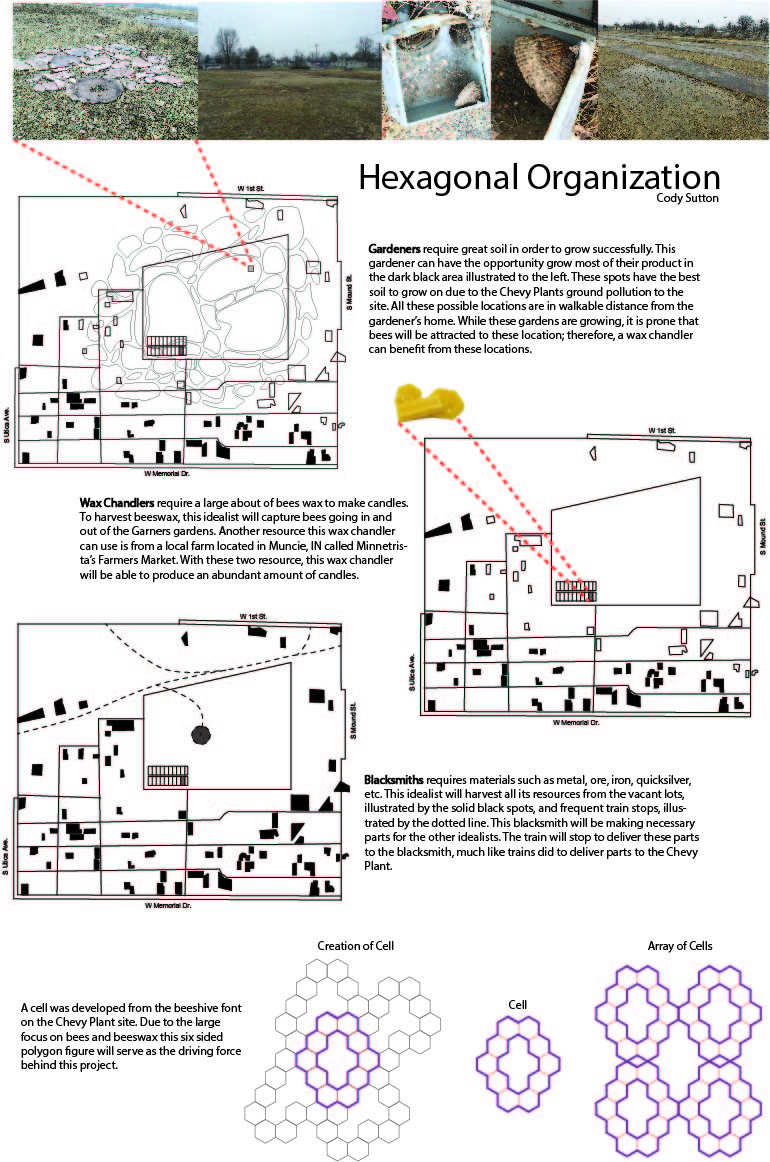 Hexagonal Organization
Cody Sutton
W 1st St.
S Mound St.
S Utica Ave.
W Memorial Dr.
Gardeners require great soil in order to grow successfully. This
gardener can have the opportunity grow most of their product in
the dark black area illustrated to the left. These spots have the best
soil to grow on due to the Chevy Plants ground pollution to the
site. All these possible locations are in walkable distance from the
gardener's home. While these gardens are growing, it is prone that
bees will be attracted to these location; therefore, a wax chandler
can benefit from these locations.
W 1st St.
S Mound St.
S Utica Ave.
W Memorial Dr.
Wax Chandlers require a large about of bees wax to make candles.
To harvest beeswax, this idealist will capture bees going in and
out of the Garners gardens. Another resource this wax chandler
can use is from a local farm located in Muncie, IN called Minnetris-
ta's Farmers Market. With these two resource, this wax chandler
will be able to produce an abundant amount of candles.
W 1st St.
S Mound St.
S Utica Ave.
W Memorial Dr.
Blacksmiths requires materials such as metal, ore, iron, quicksilver,
etc. This idealist will harvest all its resources from the vacant lots,
illustrated by the solid black spots, and frequent train stops, illus-
trated by the dotted line. This blacksmith will be making necessary
parts for the other idealists. The train will stop to deliver these parts
to the blacksmith, much like trains did to deliver parts to the Chevy
Plant.
A cell was developed from the beeshive font
on the Chevy Plant site. Due to the large
focus on bees and beeswax this six sided
polygon figure will serve as the driving force
behind this project.
Creation of Cell
Cell
Array of Cells